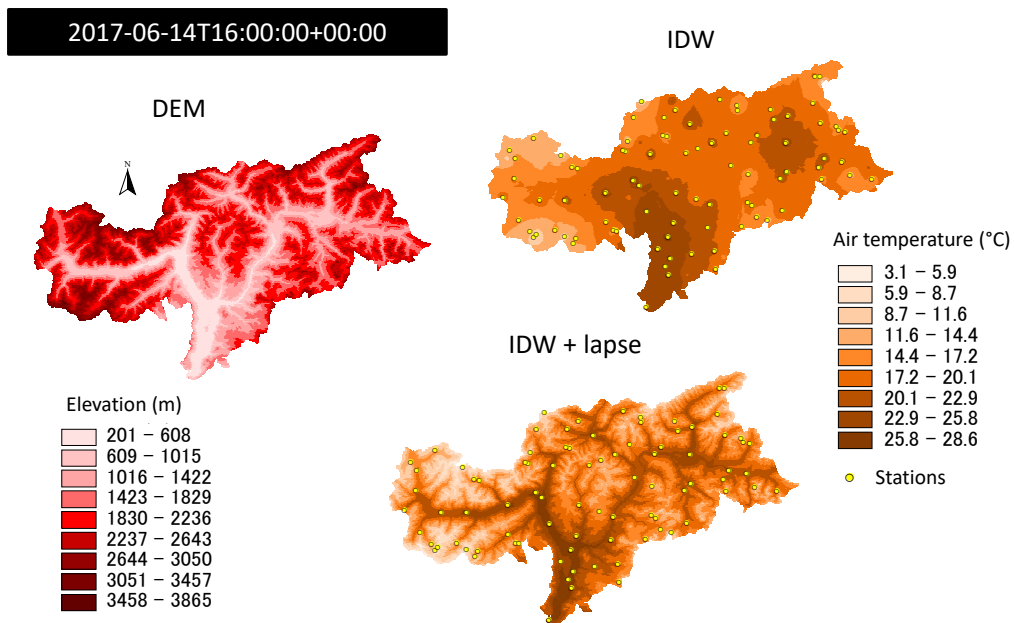 2017-06-14T16:00:00+00:00
DEM
N
Elevation (m)
201 – 608
609 – 1015
1016 – 1422
1423 – 1829
1830 – 2236
2237 – 2643
2644 – 3050
3051 – 3457
3458 – 3865
IDW
IDW + lapse
Air temperature (°C)
3.1 – 5.9
5.9 – 8.7
8.7 – 11.6
11.6 – 14.4
14.4 – 17.2
17.2 – 20.1
20.1 – 22.9
22.9 – 25.8
25.8 – 28.6
Stations